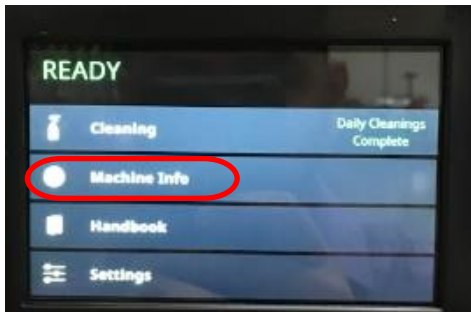 READY
Cleaning
Daily Cleanings
Complete
Machine Info
Handbook
Settings